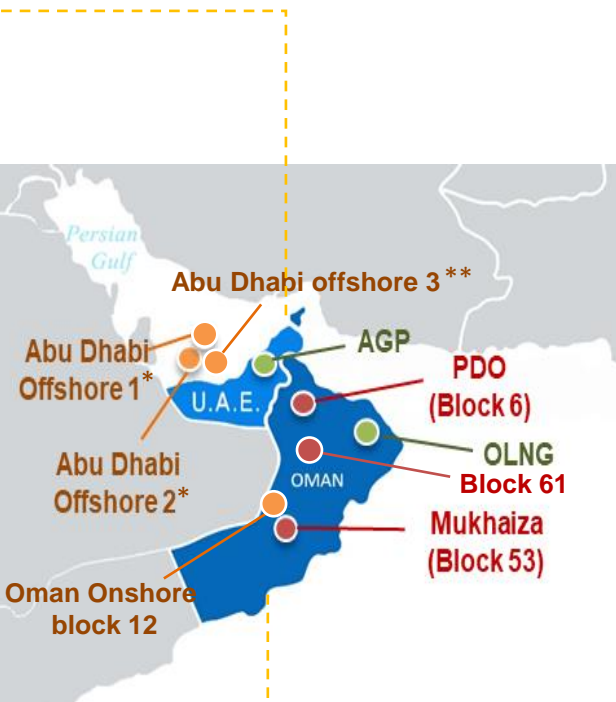 Persian
Gulf
Abu Dhabi offshore 3**
Abu Dhabi
Offshore 1*
AGP
U.A.E.
PDO
(Block 6)
Abu Dhabi
Offshore 2*
OLNG
Block 61
OMAN
Mukhaiza
(Block 53)
Oman Onshore
block 12